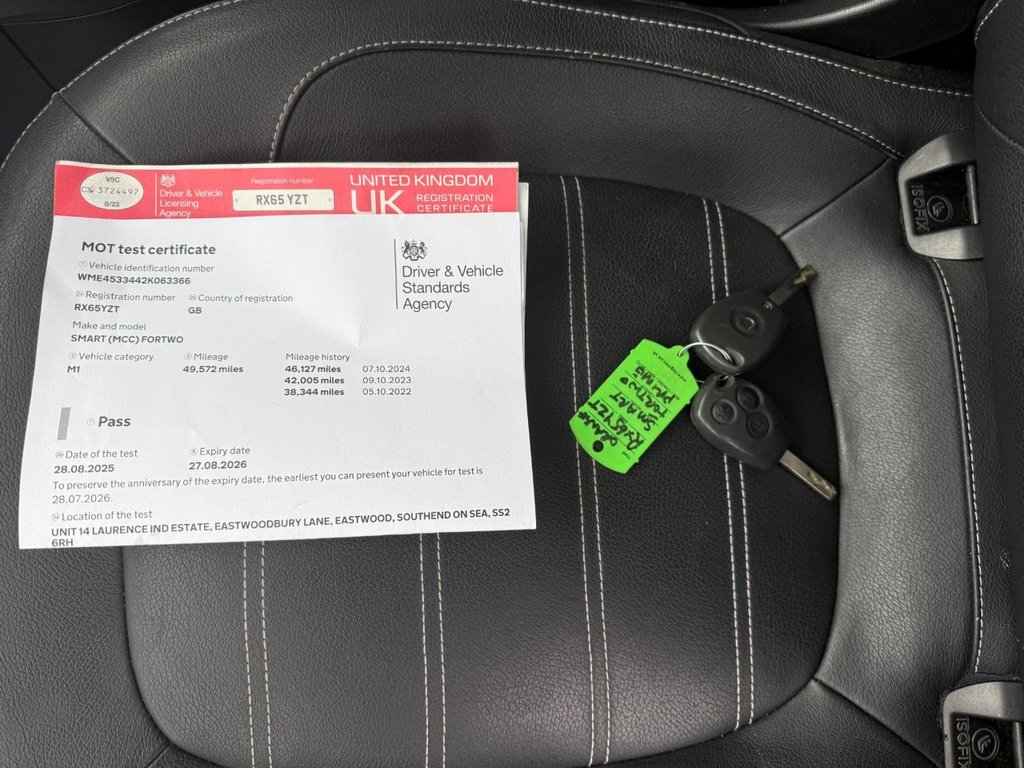 V5C
CW 3724497
8/23
Driver & Vehicle
Licensing
Agency
Registration number
RX65 YZT
UNITED KINGDOM
UK REGISTRATION
CERTIFICATE
MOT test certificate
Vehicle identification number
WME4533442K063366
Registration number Country of registration
RX65YZT GB
Driver & Vehicle
Standards
Agency
Make and model
SMART (MCC) FORTWO
Vehicle category Mileage Mileage history
M1 49,572 miles 46,127 miles 07.10.2024
42,005 miles 09.10.2023
38,344 miles 05.10.2022
Pass
Date of the test Expiry date
28.08.2025 27.08.2026
To preserve the anniversary of the expiry date, the earliest you can present your vehicle for test is
28.07.2026.
Location of the test
UNIT 14 LAURENCE IND ESTATE, EASTWOODBURY LANE, EASTWOOD, SOUTHEND ON SEA, SS2
6RH
RX65YZT
SMART
FORTWO
ISOFIX
ISOFIX